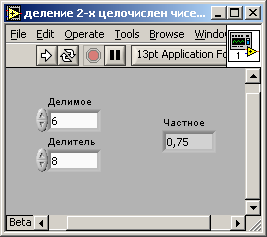 деление 2-х целочислен чисе...
File Edit Operate Tools Browse Window
13pt Application Fo
1
Делимое
6
Делитель
8
Частное
0,75
Beta